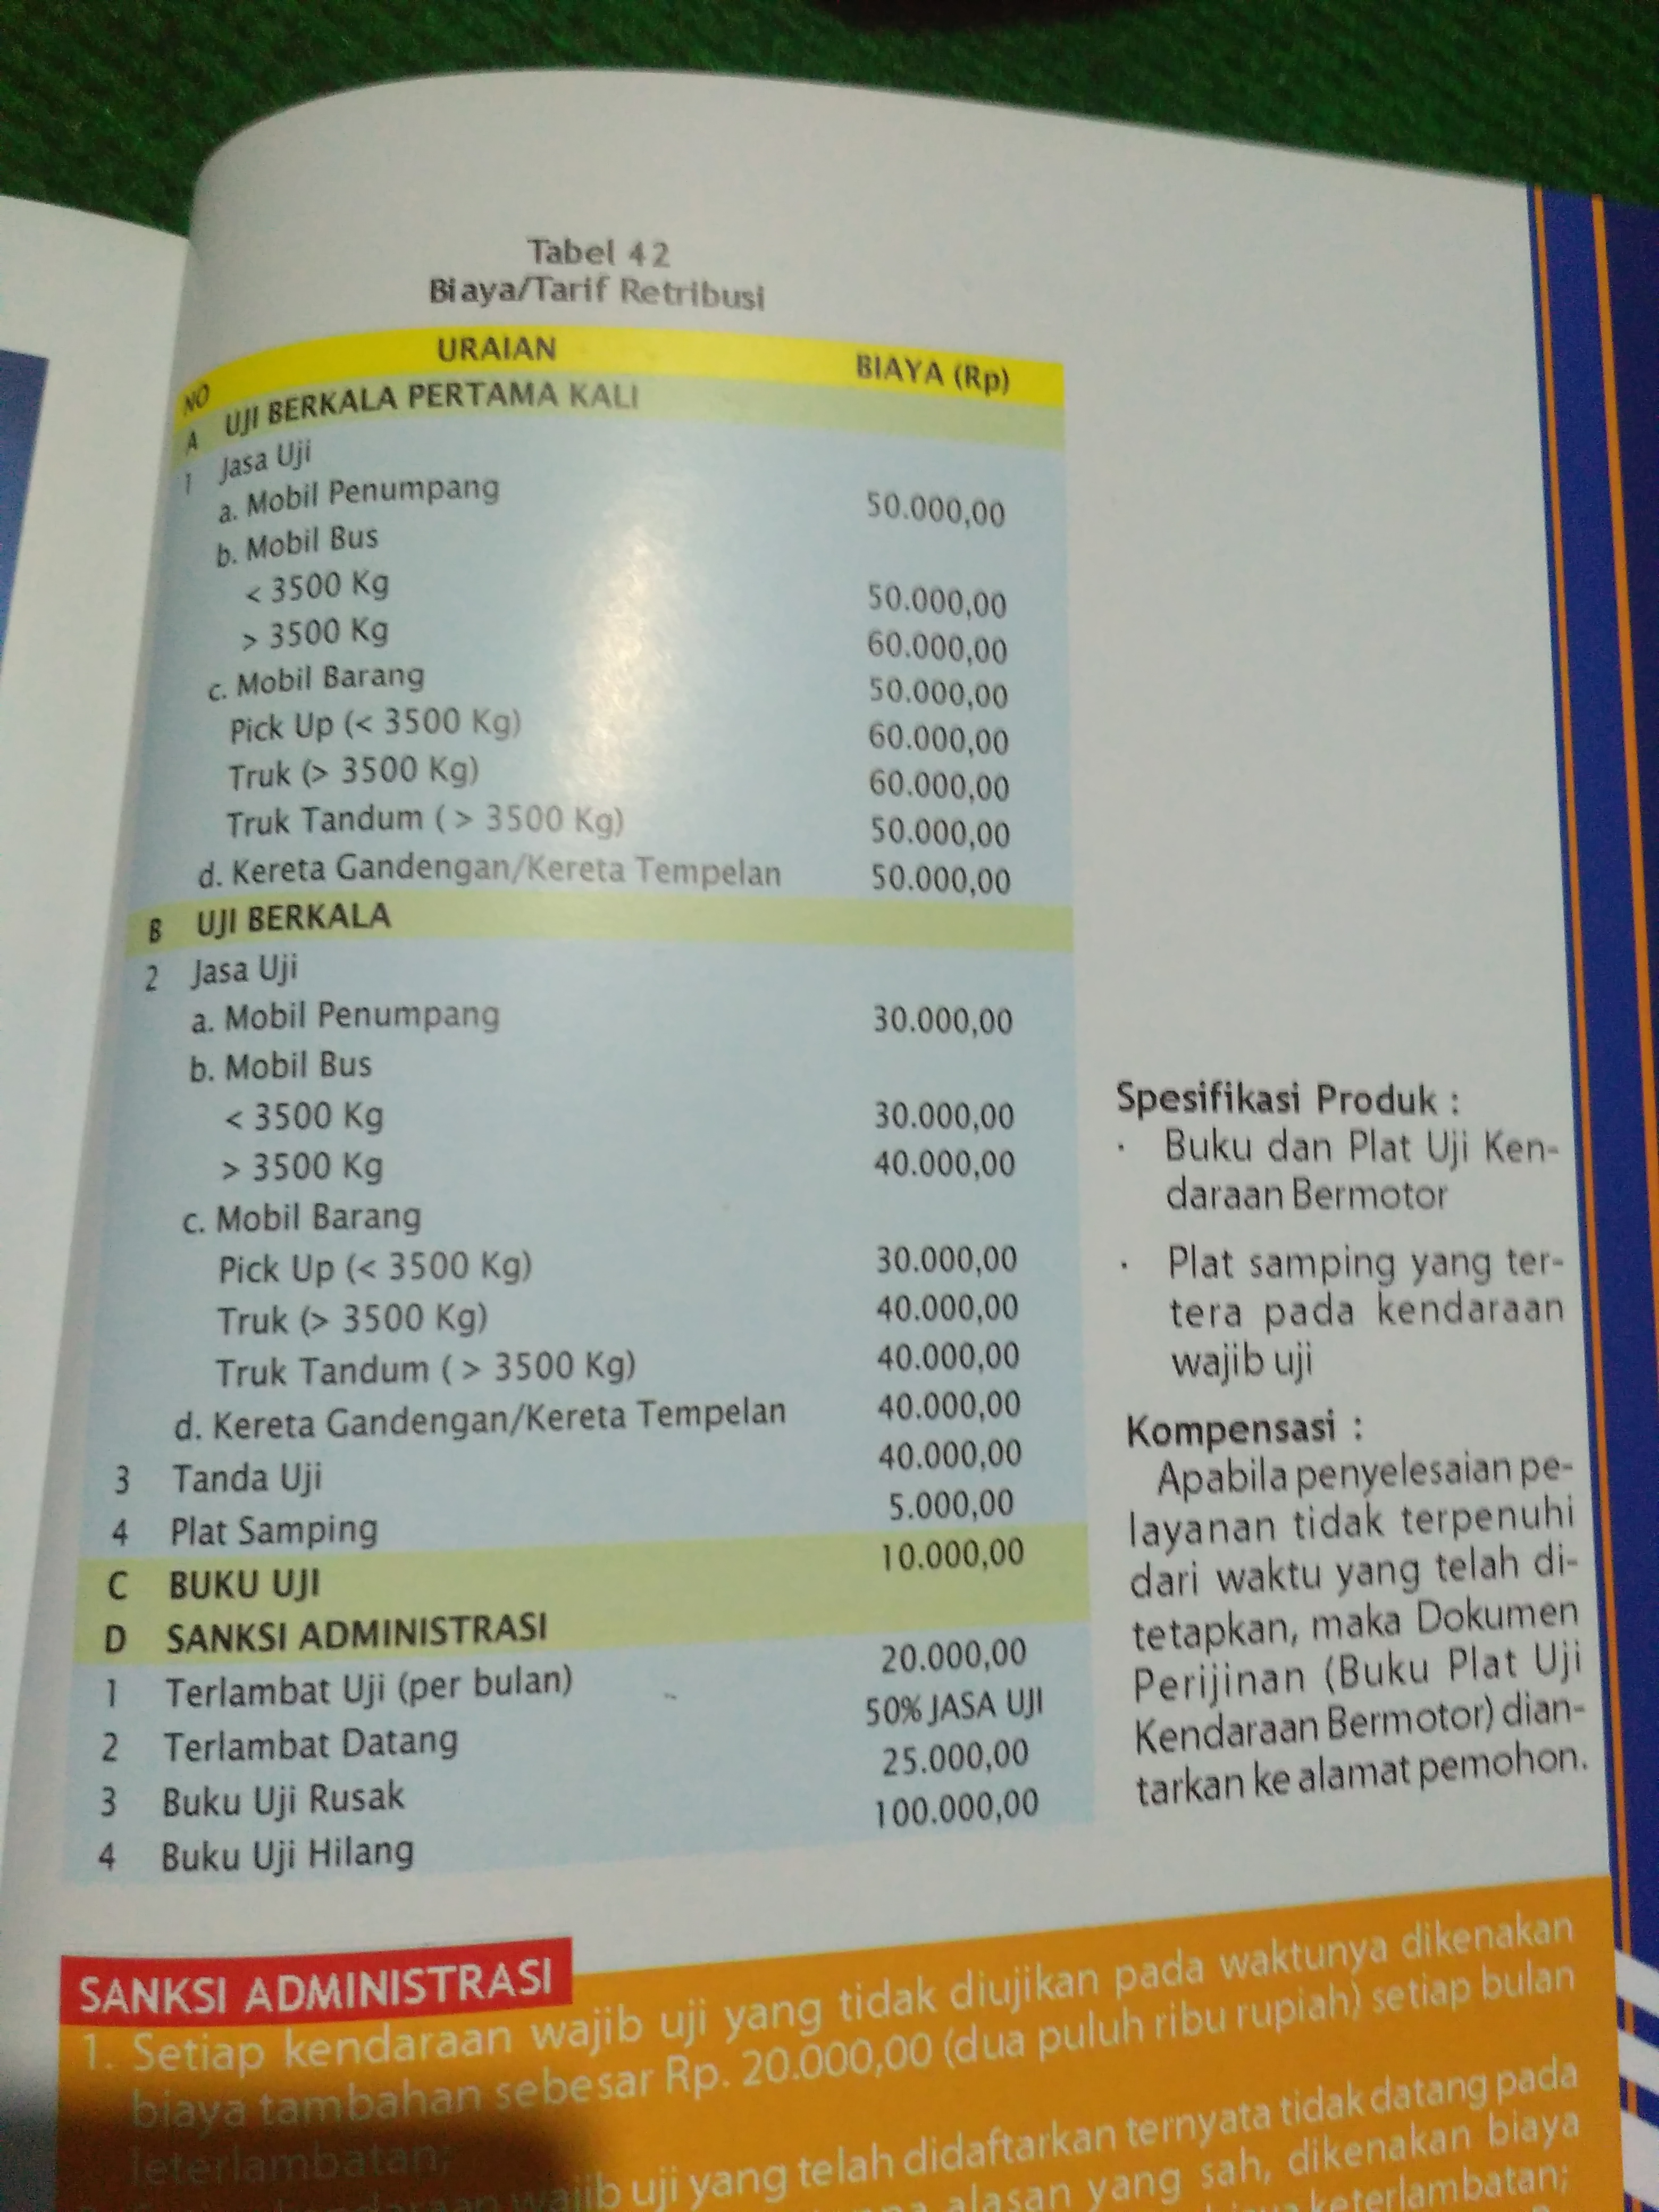 Tabel 42
Biaya/Tarif Retribusi
NO URAIAN BIAYA (Rp)
A UJI BERKALA PERTAMA KALI
1 Jasa Uji
a. Mobil Penumpang 50.000,00
b. Mobil Bus
< 3500 Kg 50.000,00
> 3500 Kg 60.000,00
c. Mobil Barang 50.000,00
Pick Up (< 3500 Kg) 60.000,00
Truk (> 3500 Kg) 60.000,00
Truk Tandum ( > 3500 Kg) 50.000,00
d. Kereta Gandengan/Kereta Tempelan 50.000,00
B UJI BERKALA
2 Jasa Uji
a. Mobil Penumpang 30.000,00
b. Mobil Bus
< 3500 Kg 30.000,00
> 3500 Kg 40.000,00
c. Mobil Barang
Pick Up (< 3500 Kg) 30.000,00
Truk (> 3500 Kg) 40.000,00
Truk Tandum ( > 3500 Kg) 40.000,00
d. Kereta Gandengan/Kereta Tempelan 40.000,00
3 Tanda Uji 40.000,00
4 Plat Samping 5.000,00
C BUKU UJI 10.000,00
D SANKSI ADMINISTRASI
1 Terlambat Uji (per bulan) 20.000,00
2 Terlambat Datang 50% JASA UJI
3 Buku Uji Rusak 25.000,00
4 Buku Uji Hilang 100.000,00
Spesifikasi Produk :
· Buku dan Plat Uji Ken-
daraan Bermotor
· Plat samping yang ter-
tera pada kendaraan
wajib uji
Kompensasi :
Apabila penyelesaian pe-
layanan tidak terpenuhi
dari waktu yang telah di-
tetapkan, maka Dokumen
Perijinan (Buku Plat Uji
Kendaraan Bermotor) dian-
tarkan ke alamat pemohon.
SANKSI ADMINISTRASI
1. Setiap kendaraan wajib uji yang tidak diujikan pada waktunya dikenakan
biaya tambahan sebesar Rp. 20.000,00 (dua puluh ribu rupiah) setiap bulan
leterlambatan;
wajib uji yang telah didaftarkan ternyata tidak datang pada
alasan yang sah, dikenakan biaya
keterlambatan;